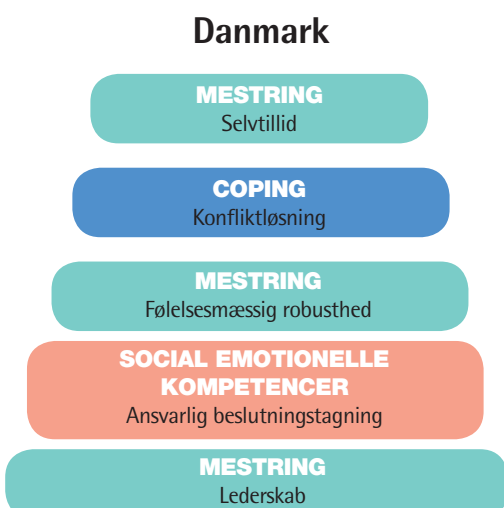 Danmark
MESTRING
Selvtillid
COPING
Konfliktløsning
MESTRING
Følelsesmæssig robusthed
SOCIAL EMOTIONELLE
KOMPETENCER
Ansvarlig beslutningstagning
MESTRING
Lederskab